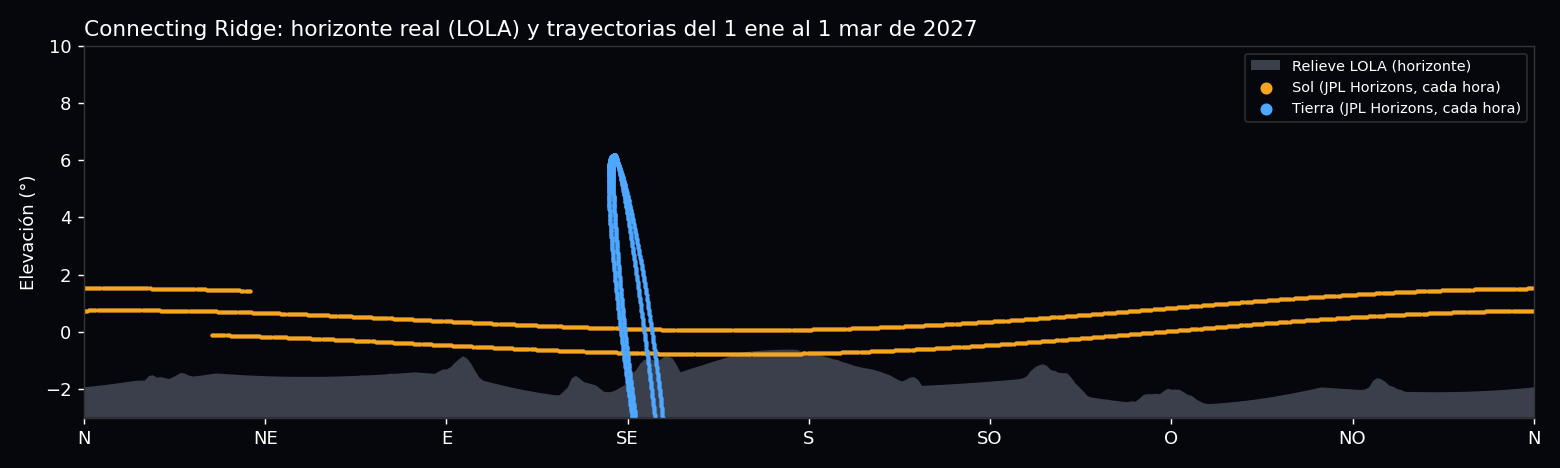 Connecting Ridge: horizonte real (LOLA) y trayectorias del 1 ene al 1 mar de 2027
Relieve LOLA (horizonte)
Sol (JPL Horizons, cada hora)
Tierra (JPL Horizons, cada hora)
Elevación (°)
10
8
6
4
2
0
−2
N NE E SE S SO O NO N